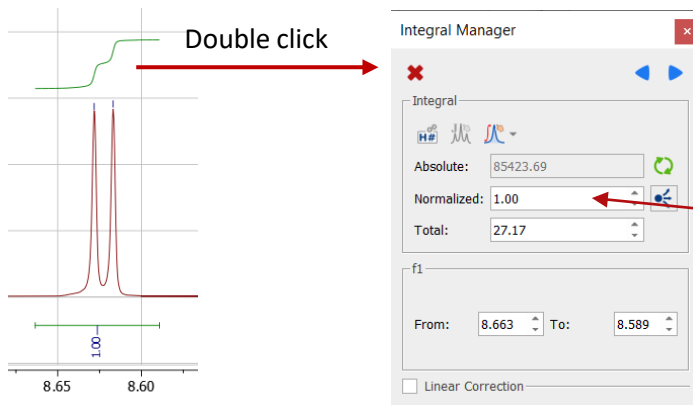 Double click
1.00
8.65 8.60
Integral Manager
Integral
H#
Absolute: 85423.69
Normalized: 1.00
Total: 27.17
f1
From: 8.663 To: 8.589
Linear Correction